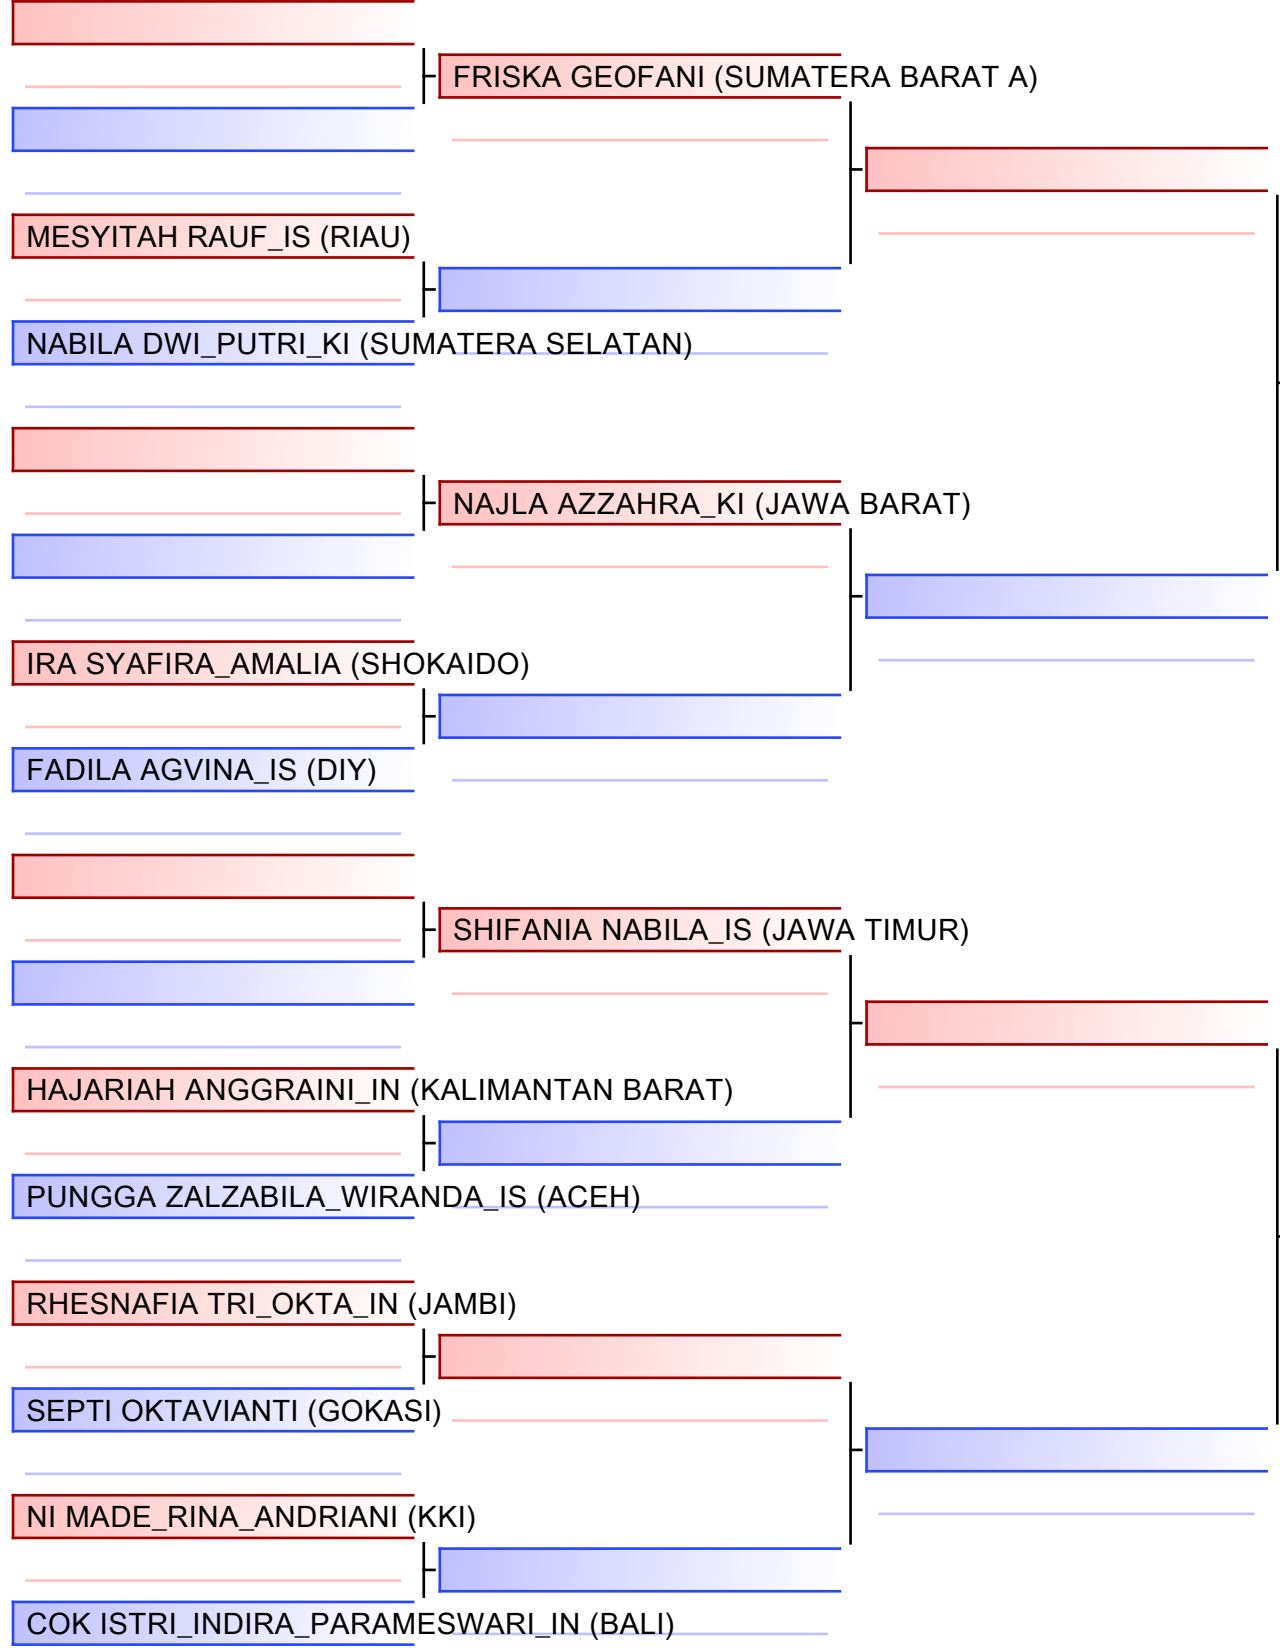 FRISKA GEOFANI (SUMATERA BARAT A)
MESYITAH RAUF_IS (RIAU)
NABILA DWI_PUTRI_KI (SUMATERA SELATAN)
NAJLA AZZAHRA_KI (JAWA BARAT)
IRA SYAFIRA_AMALIA (SHOKAIDO)
FADILA AGVINA_IS (DIY)
SHIFANIA NABILA_IS (JAWA TIMUR)
HAJARIAH ANGGRAINI_IN (KALIMANTAN BARAT)
PUNGGA ZALZABILA_WIRANDA_IS (ACEH)
RHESNAFIA TRI_OKTA_IN (JAMBI)
SEPTI OKTAVIANTI (GOKASI)
NI MADE_RINA_ANDRIANI (KKI)
COK ISTRI_INDIRA_PARAMESWARI_IN (BALI)